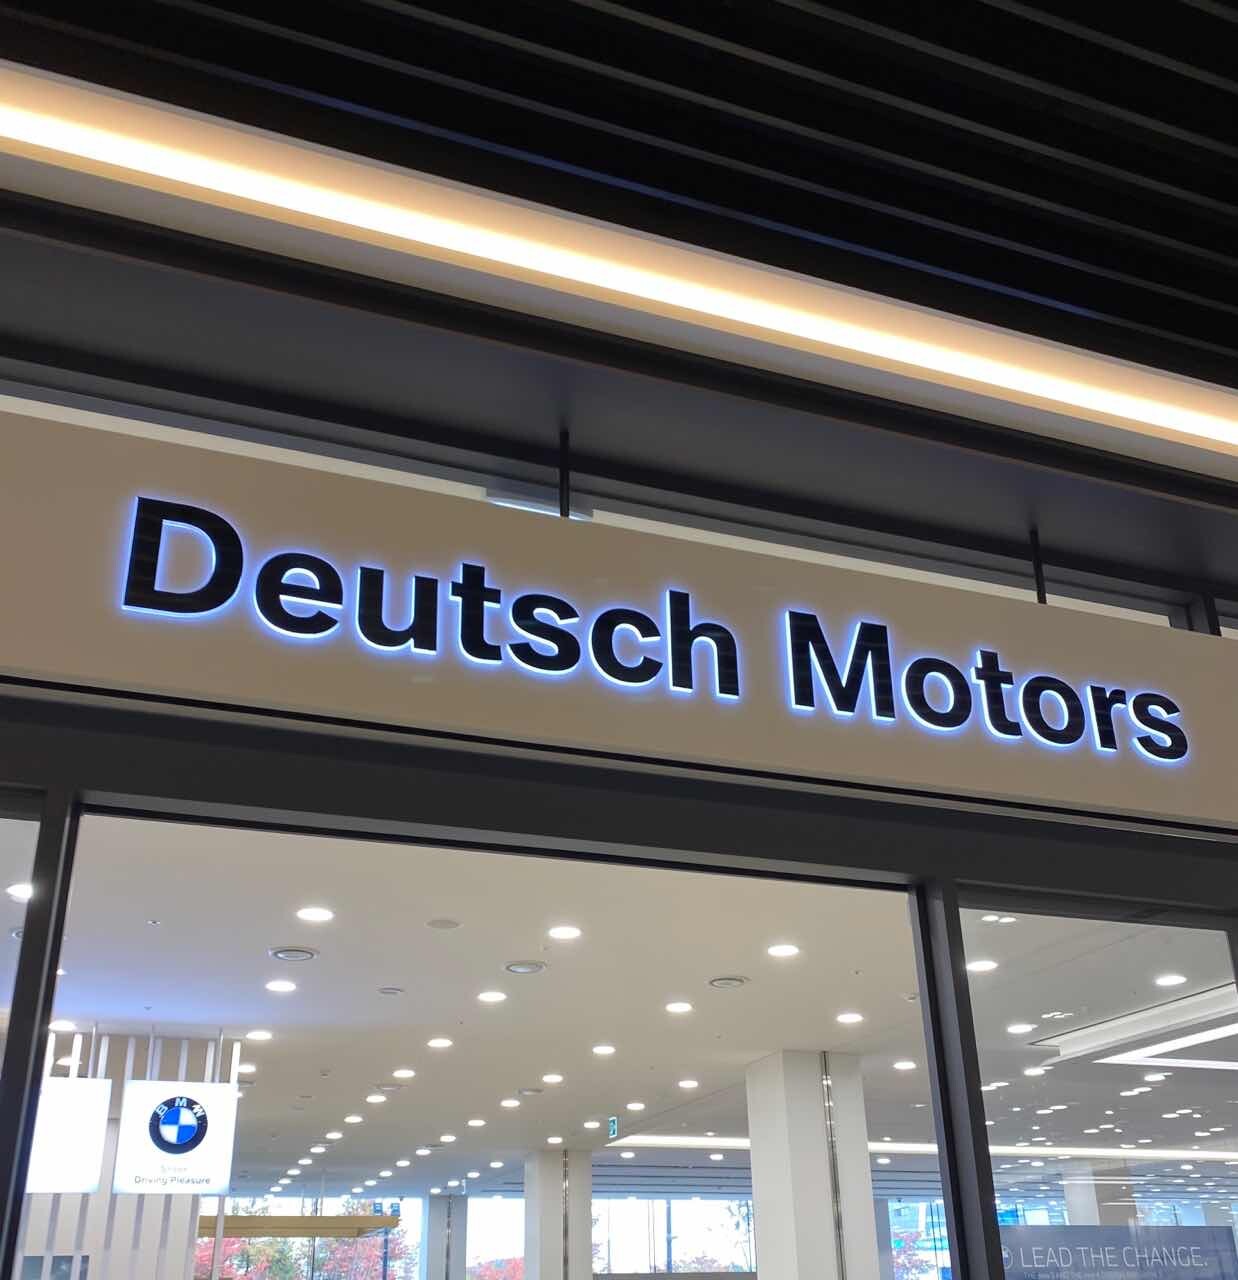 Deutsch Motors
BMW
Sheer
Driving Pleasure
LEAD THE CHANGE.